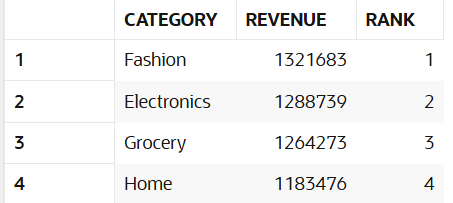 CATEGORY REVENUE RANK
1 Fashion 1321683 1
2 Electronics 1288739 2
3 Grocery 1264273 3
4 Home 1183476 4